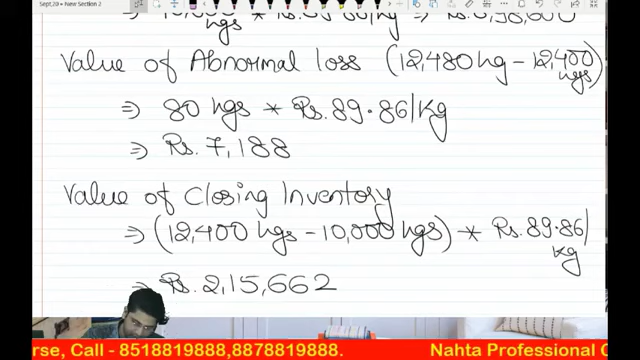 Sept.20 • New Section 2
kgs
Value of Abnormal loss (12,480 kg - 12,400 kgs)
⇒ 80 kgs * Rs. 89.86/Kg
⇒ Rs. 7,188
Value of Closing Inventory
⇒ (12,400 kgs - 10,000 kgs) * Rs. 89.86/kg
⇒ Rs. 2,15,662
rse, Call - 8518819888,8878819888. Nahta Professional C